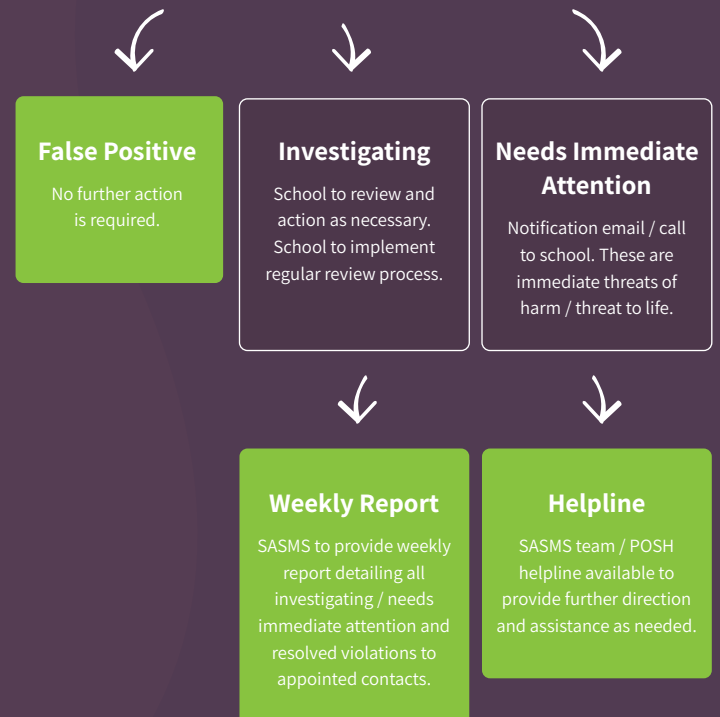 False Positive
No further action
is required.
Investigating
School to review and
action as necessary.
School to implement
regular review process.
Needs Immediate
Attention
Notification email / call
to school. These are
immediate threats of
harm / threat to life.
Weekly Report
SASMS to provide weekly
report detailing all
investigating / needs
immediate attention and
resolved violations to
appointed contacts.
Helpline
SASMS team / POSH
helpline available to
provide further direction
and assistance as needed.